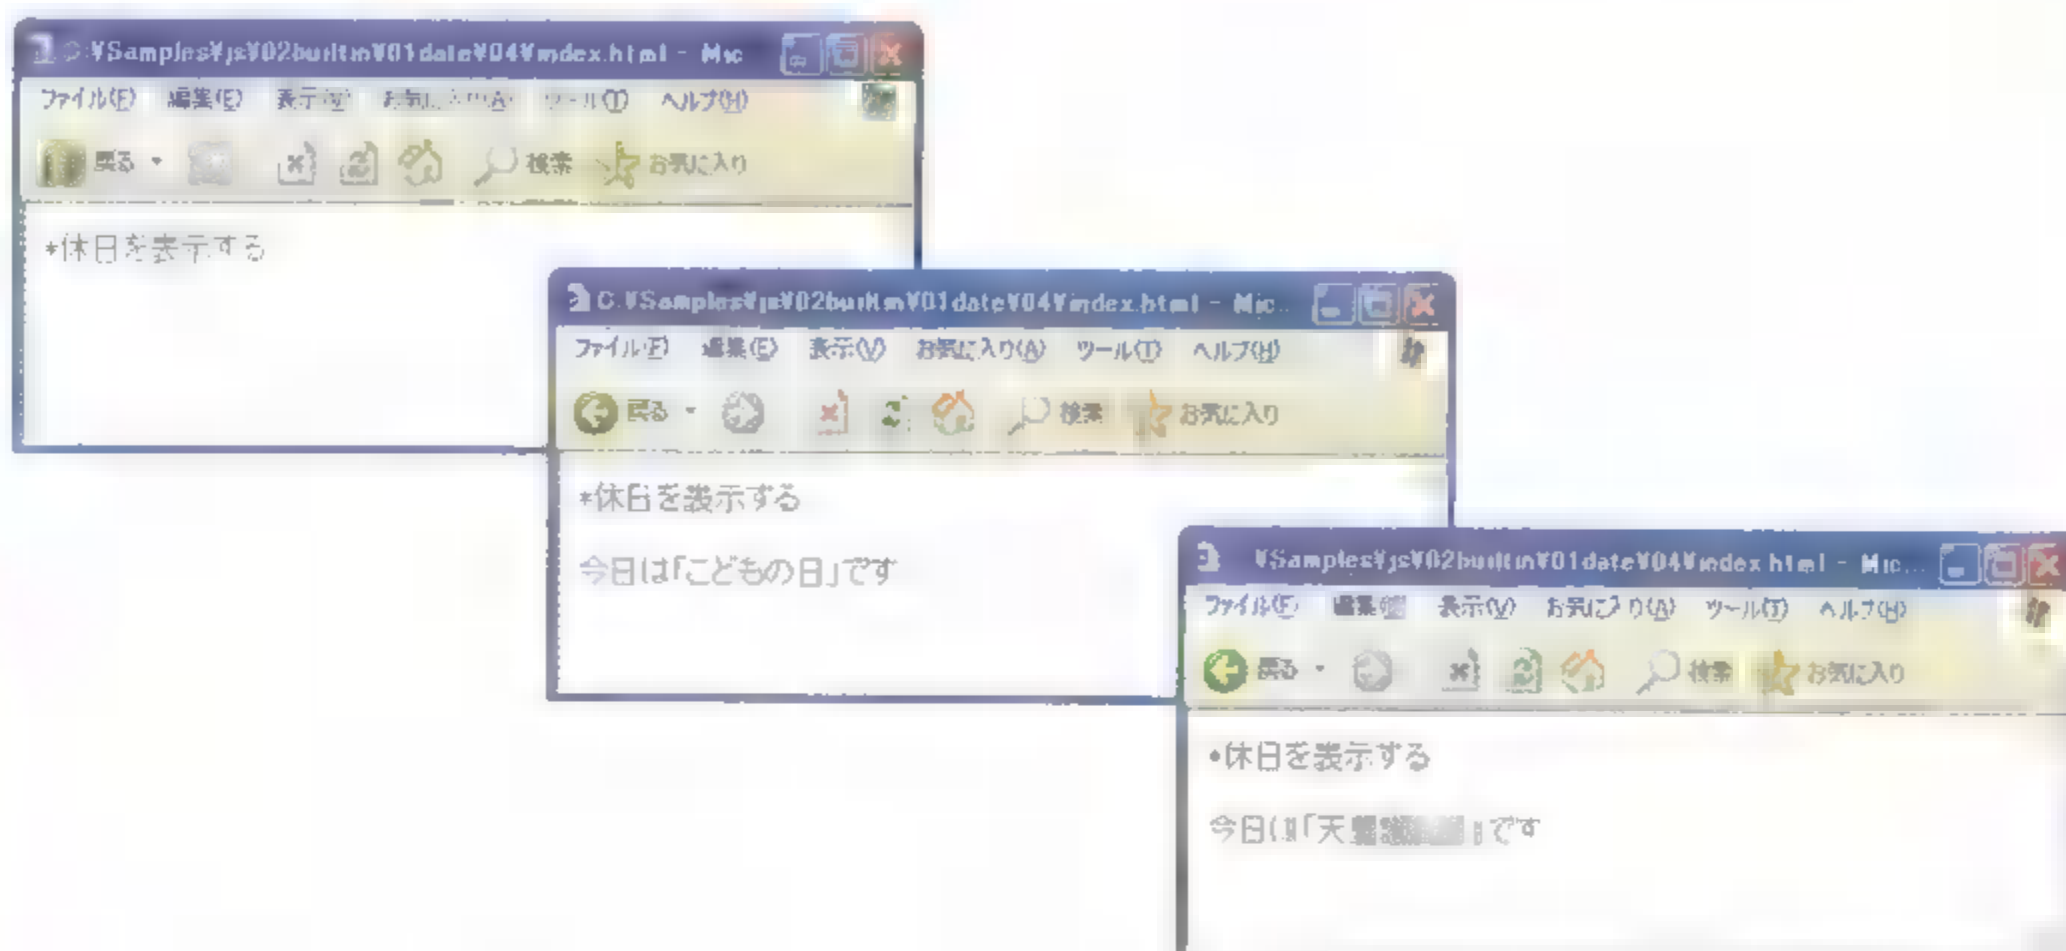 C:¥Samples¥js¥02builtin¥01date¥04¥index.html - Mic
ファイル(F) 編集(E) 表示(V) お気に入り(A) ツール(T) ヘルプ(H)
戻る 検索 お気に入り
*休日を表示する
C:¥Samples¥js¥02builtin¥01date¥04¥index.html - Mic...
ファイル(F) 編集(E) 表示(V) お気に入り(A) ツール(T) ヘルプ(H)
戻る 検索 お気に入り
*休日を表示する
今日は「こどもの日」です
¥Samples¥js¥02builtin¥01date¥04¥index.html - Mic...
ファイル(F) 編集(E) 表示(V) お気に入り(A) ツール(T) ヘルプ(H)
戻る 検索 お気に入り
*休日を表示する
今日は「天」です